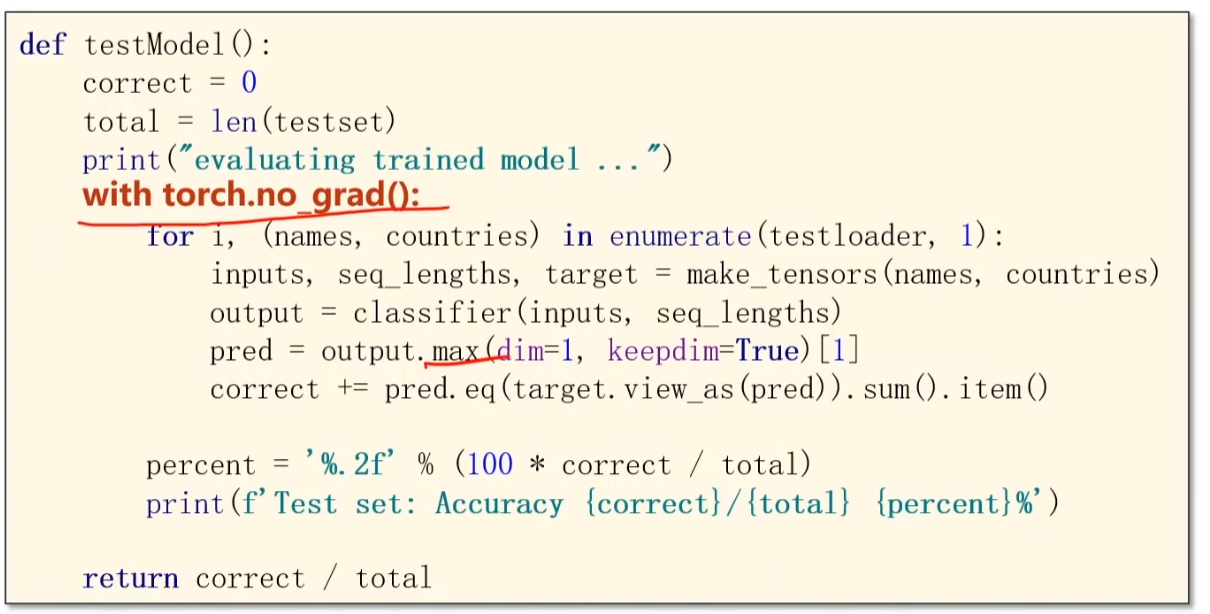 def testModel():
    correct = 0
    total = len(testset)
    print("evaluating trained model ...")
    with torch.no_grad():
        for i, (names, countries) in enumerate(testloader, 1):
            inputs, seq_lengths, target = make_tensors(names, countries)
            output = classifier(inputs, seq_lengths)
            pred = output.max(dim=1, keepdim=True)[1]
            correct += pred.eq(target.view_as(pred)).sum().item()
        percent = '%.2f' % (100 * correct / total)
        print(f'Test set: Accuracy {correct}/{total} {percent}%')
    return correct / total